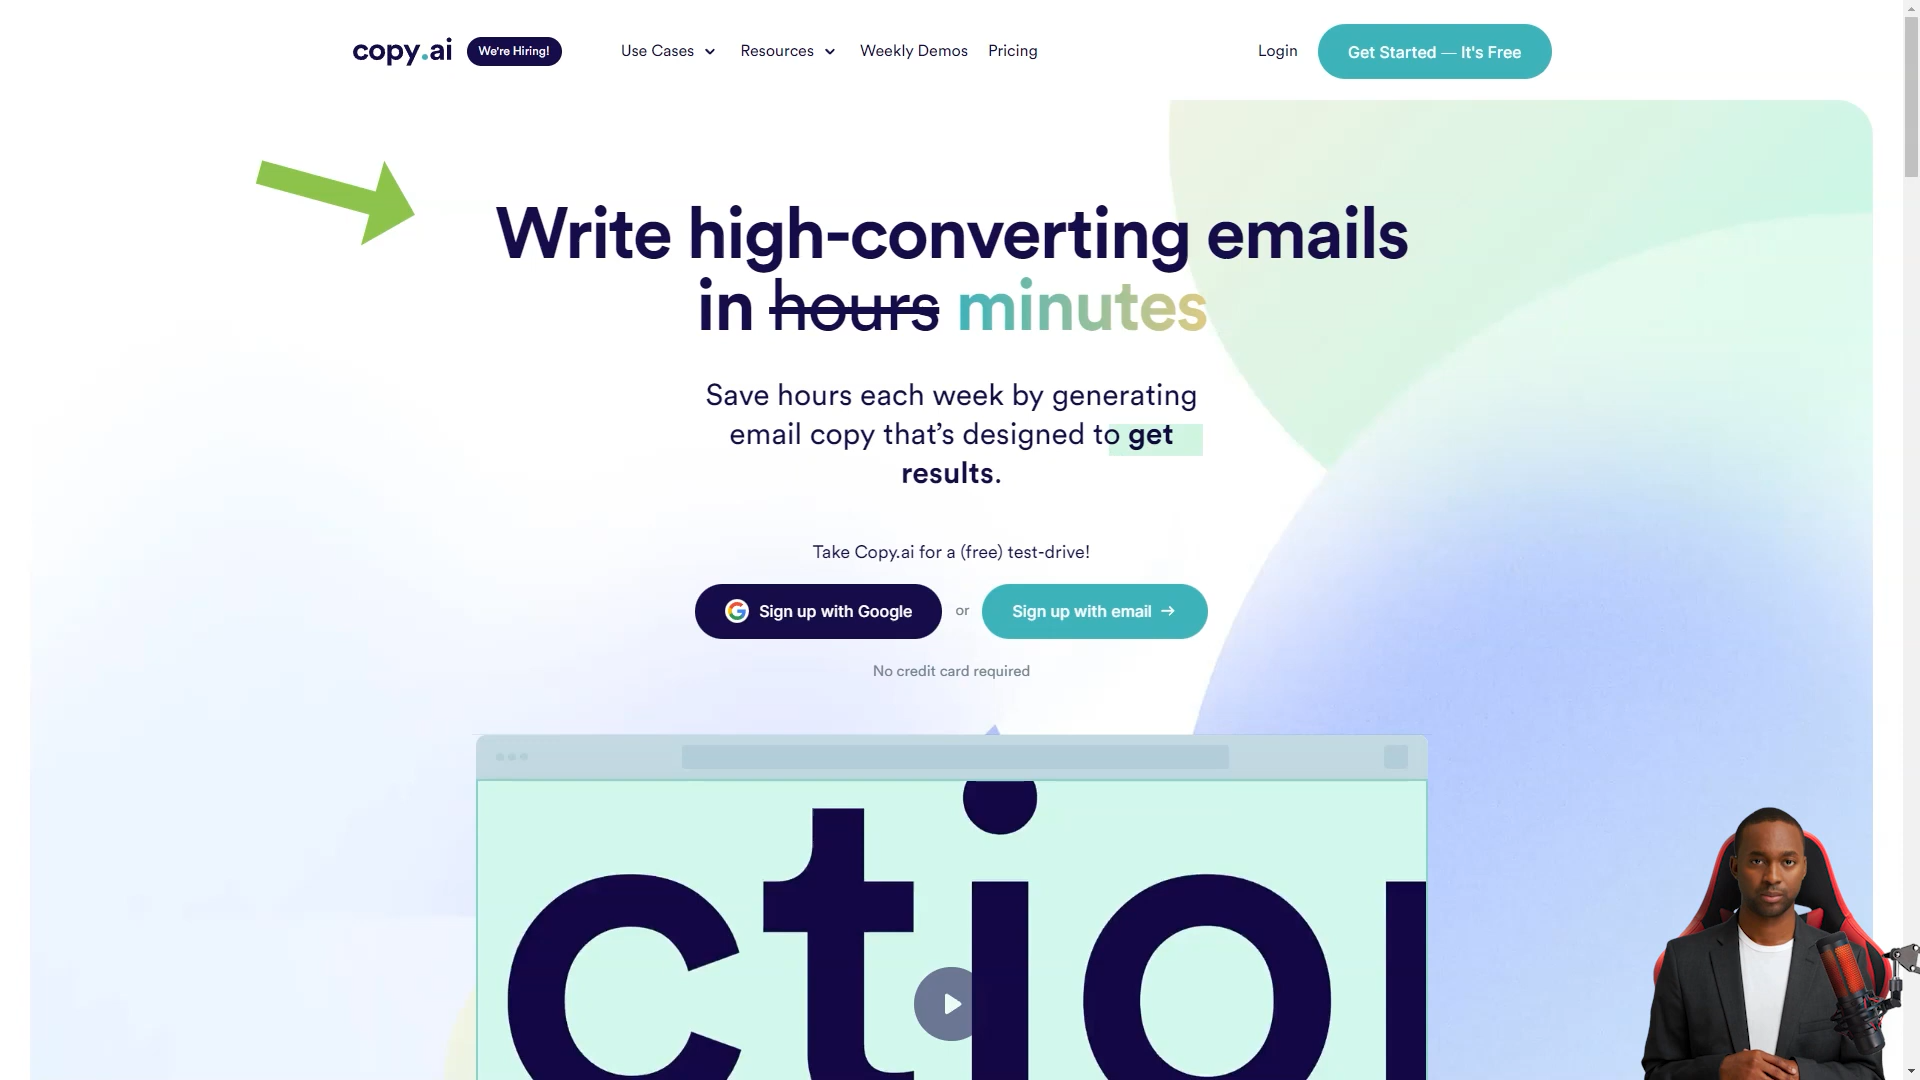 copy.ai We're Hiring! Use Cases Resources Weekly Demos Pricing Login Get Started — It's Free
Write high-converting emails
in hours minutes
Save hours each week by generating
email copy that's designed to get
results.
Take Copy.ai for a (free) test-drive!
Sign up with Google or Sign up with email →
No credit card required
ction